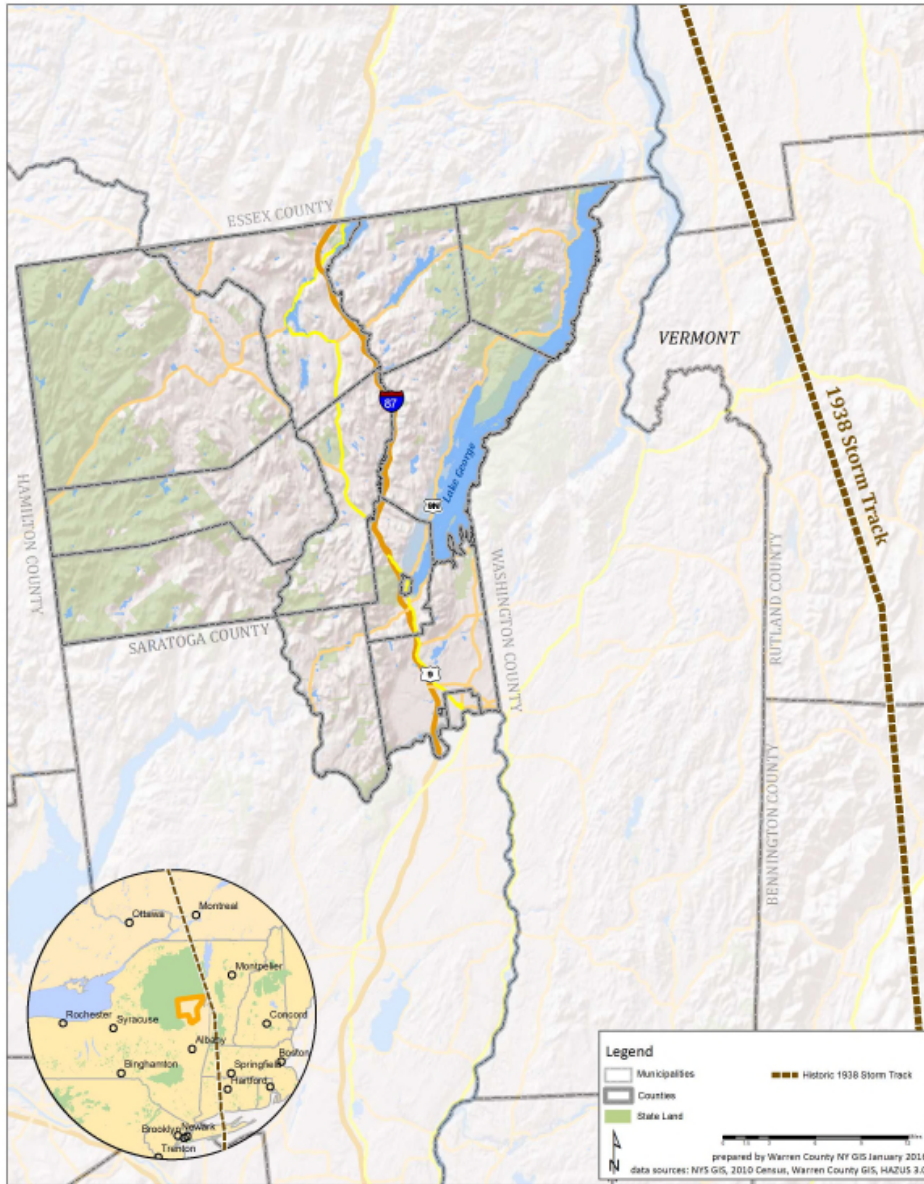 ESSEX COUNTY
VERMONT
87
1938 Storm Track
Lake George
9N
HAMILTON COUNTY
WASHINGTON COUNTY
RUTLAND COUNTY
SARATOGA COUNTY
9
BENNINGTON COUNTY
Ottawa
Montreal
Montpelier
Rochester
Syracuse
Concord
Albany
Boston
Binghamton
Springfield
Hartford
Brooklyn
Newark
Trenton
Legend
Municipalities
Historic 1938 Storm Track
Counties
State Land
N
prepared by Warren County NY GIS January 2016
data sources: NYS GIS, 2010 Census, Warren County GIS, HAZUS 3.0